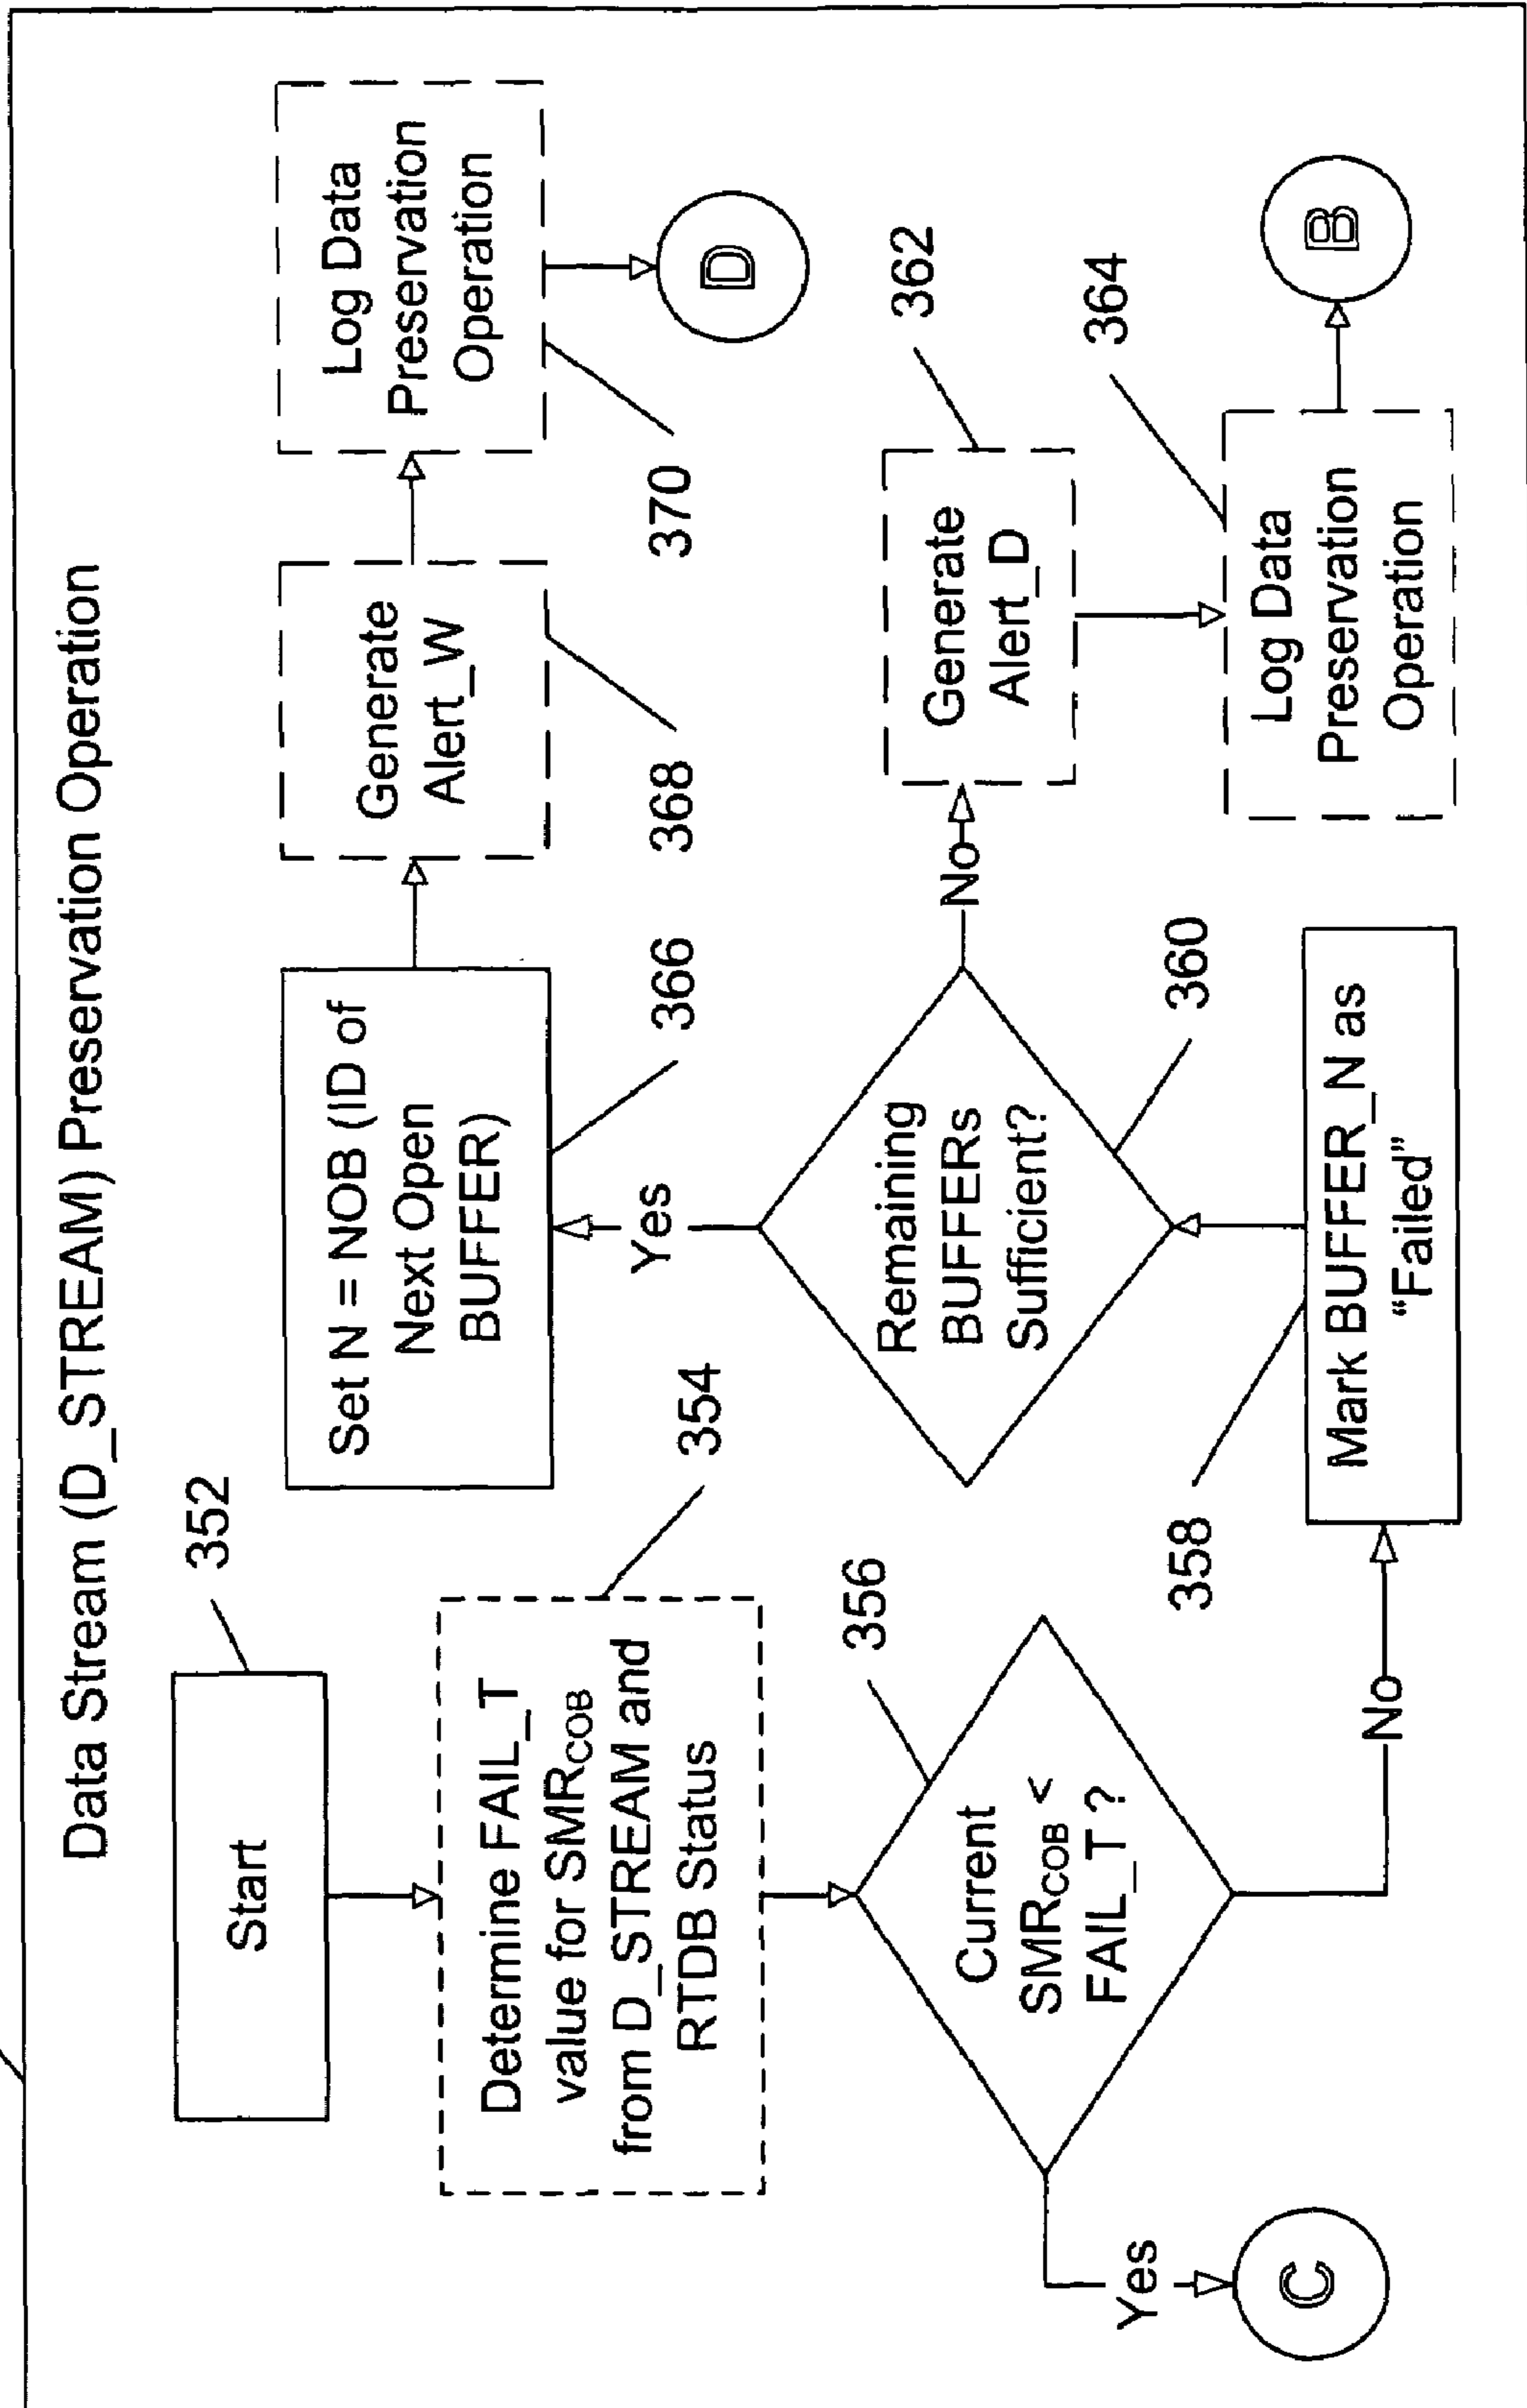 Data Stream (D_STREAM) Preservation Operation
Start
352
Determine FAIL_T
value for SMRCOB
from D_STREAM and
RTDB Status
354
Current
SMRCOB <
FAIL_T ?
356
Yes
C
No
Mark BUFFER_N as
“Failed”
358
Remaining
BUFFERs
Sufficient?
360
Yes
Set N = NOB (ID of
Next Open
BUFFER)
366
Generate
Alert_W
368
Log Data
Preservation
Operation
370
D
No
Generate
Alert_D
362
Log Data
Preservation
Operation
364
B